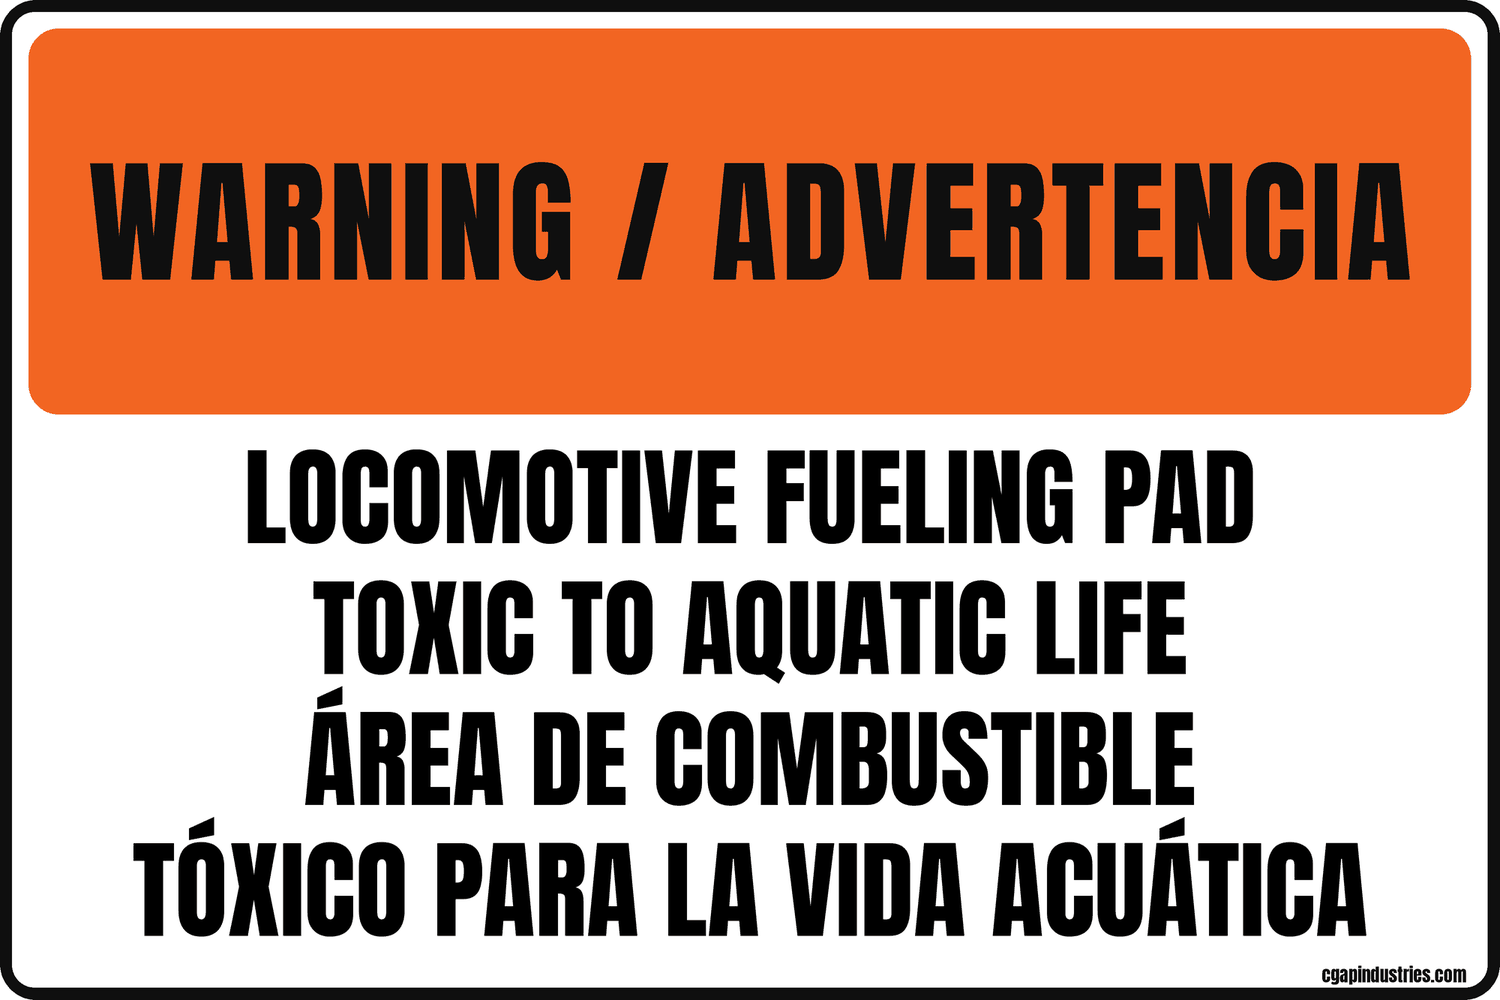 WARNING / ADVERTENCIA
LOCOMOTIVE FUELING PAD
TOXIC TO AQUATIC LIFE
ÁREA DE COMBUSTIBLE
TÓXICO PARA LA VIDA ACUÁTICA
cgapindustries.com